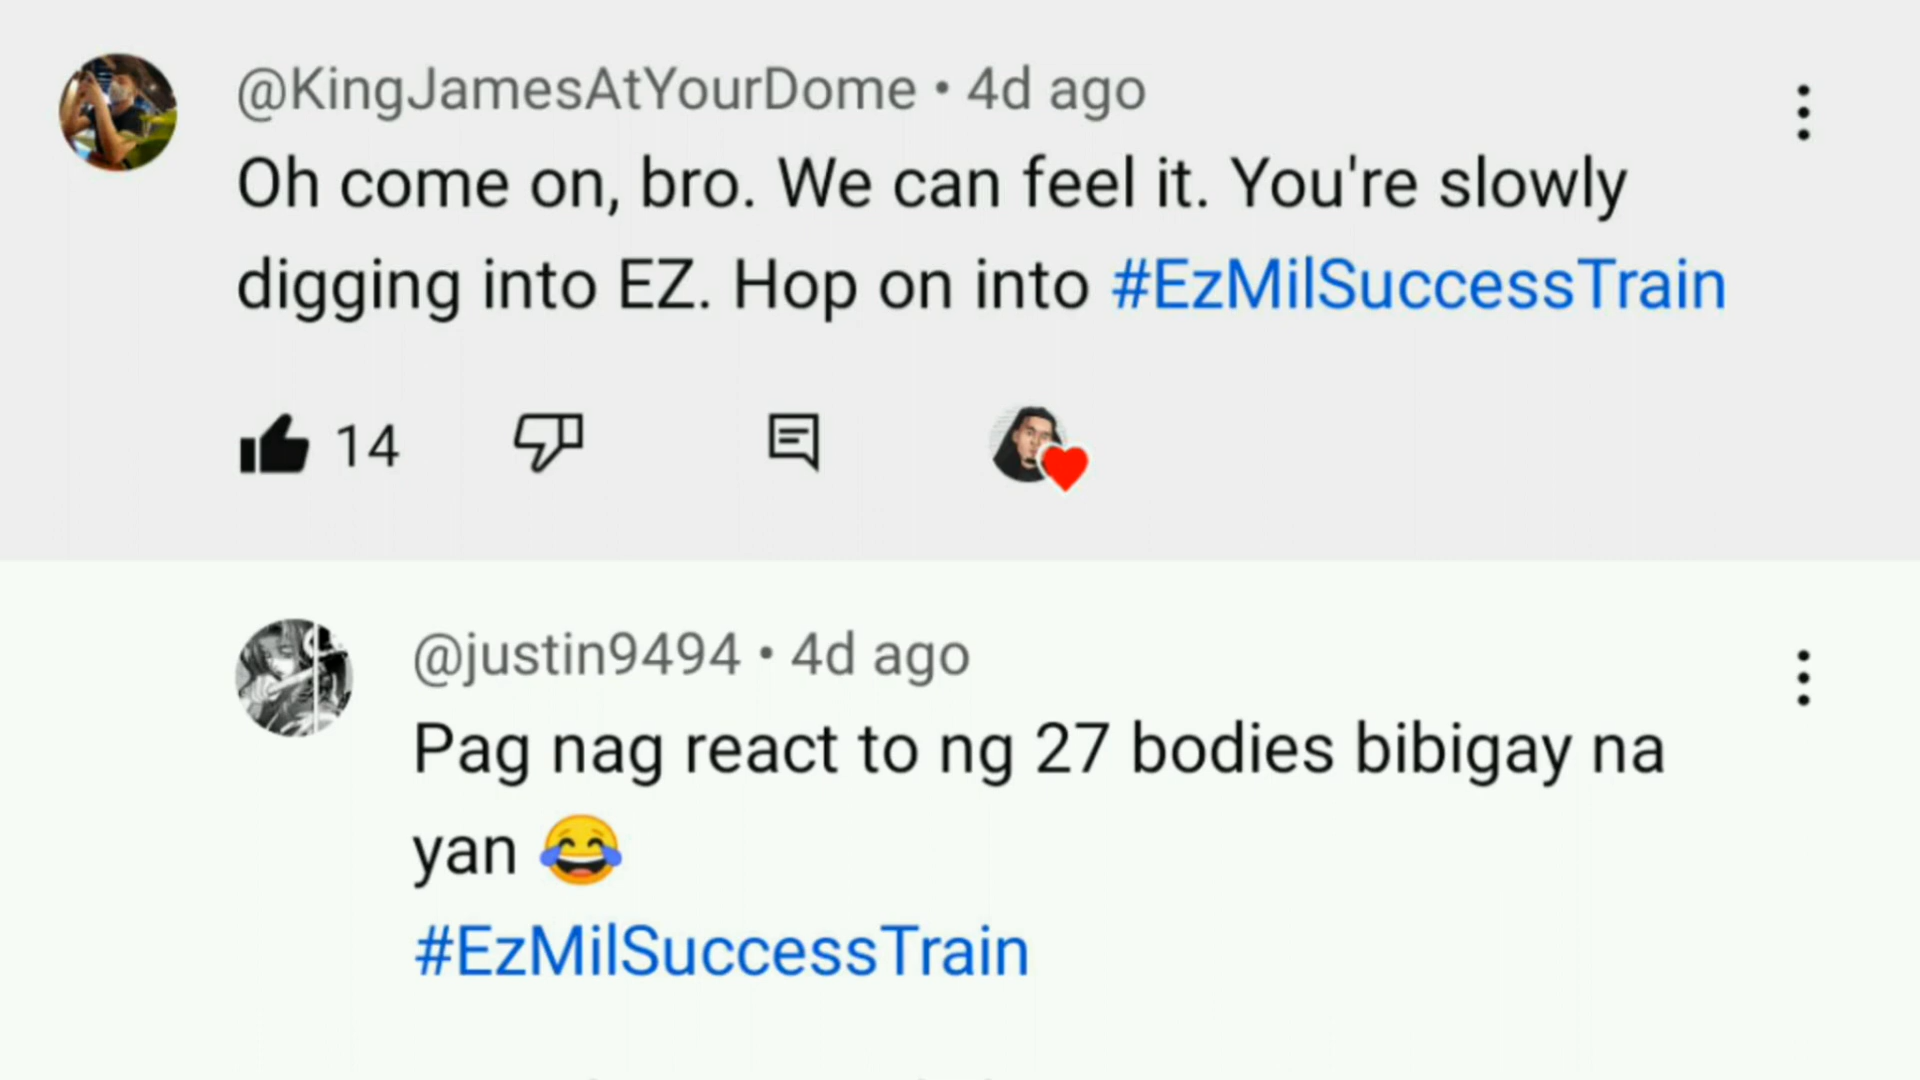 @KingJamesAtYourDome • 4d ago
Oh come on, bro. We can feel it. You're slowly
digging into EZ. Hop on into #EzMilSuccessTrain
14
@justin9494 • 4d ago
Pag nag react to ng 27 bodies bibigay na
yan 😂
#EzMilSuccessTrain